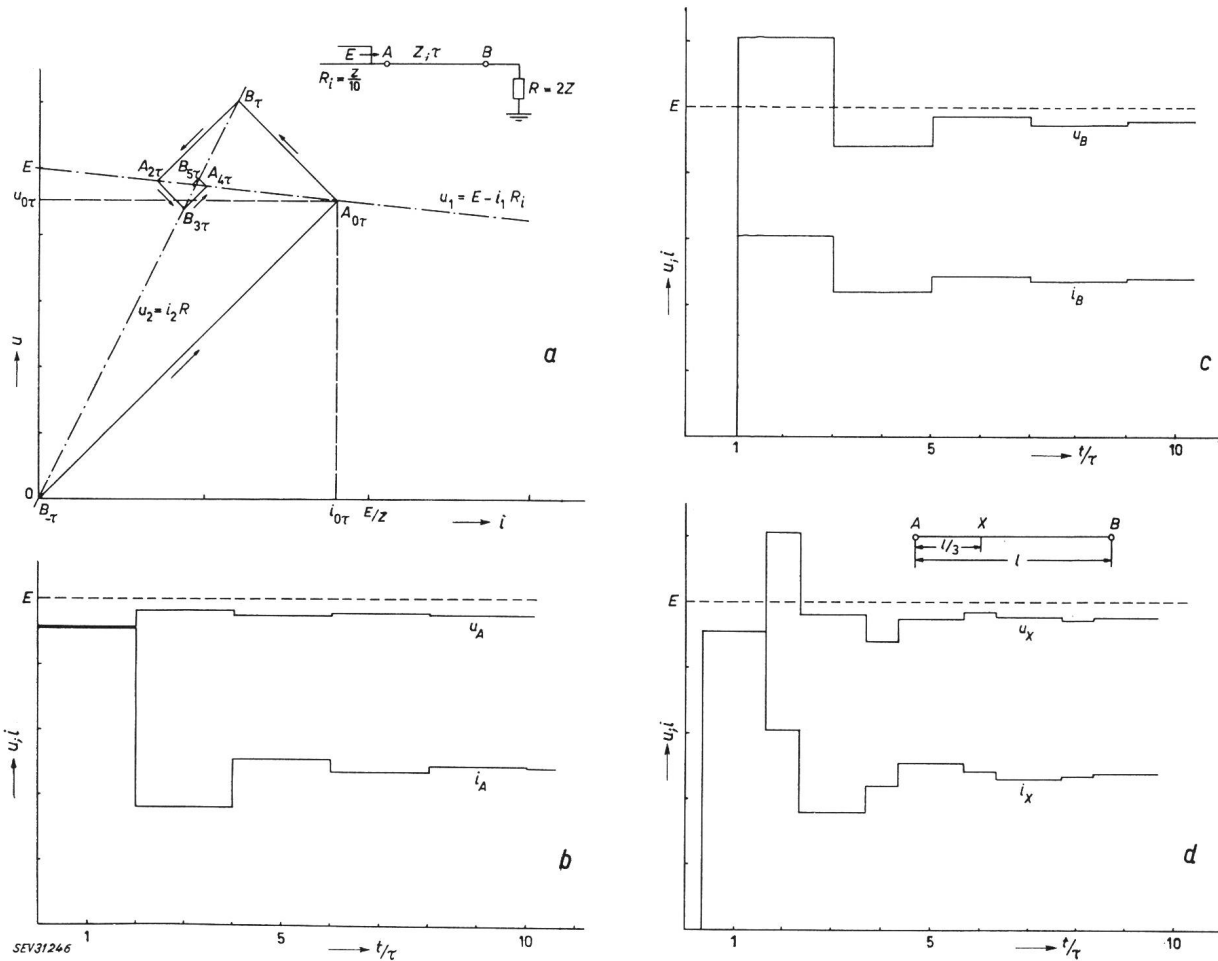 E A Z, τ B
R_i = Z/10
R = 2Z
B_τ
E
A_2τ B_5τ A_4τ
u_0τ
B_3τ
A_0τ
u_1 = E − i_1 R_i
u_2 = i_2 R
u
a
0
B_-τ
i_0τ E/Z i
E
u_A
u, i
i_A
b
1 5 10
t/τ
SEV31246
E
u_B
u, i
i_B
c
1 5 10
t/τ
A X B
l/3
l
E
u_X
u, i
i_X
d
1 5 10
t/τ